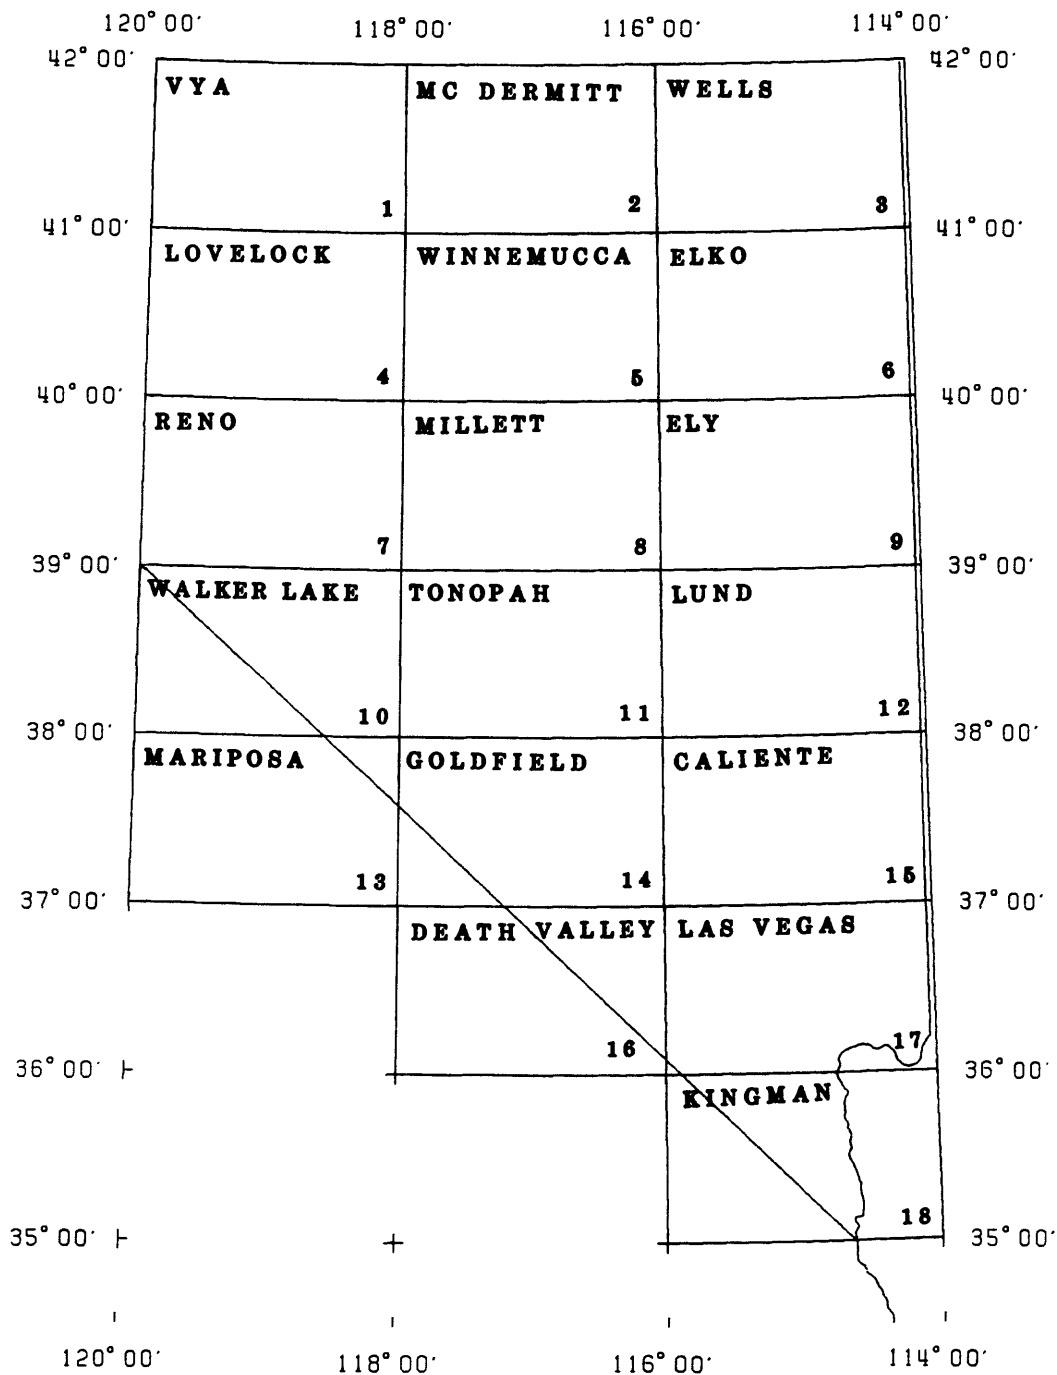 120°00' 118°00' 116°00' 114°00'
42°00' 42°00'
VYA MC DERMITT WELLS
1 2 3
41°00' 41°00'
LOVELOCK WINNEMUCCA ELKO
4 5 6
40°00' 40°00'
RENO MILLETT ELY
7 8 9
39°00' 39°00'
WALKER LAKE TONOPAH LUND
10 11 12
38°00' 38°00'
MARIPOSA GOLDFIELD CALIENTE
13 14 15
37°00' 37°00'
DEATH VALLEY LAS VEGAS
16 17
36°00' 36°00'
KINGMAN
18
35°00' 35°00'
120°00' 118°00' 116°00' 114°00'